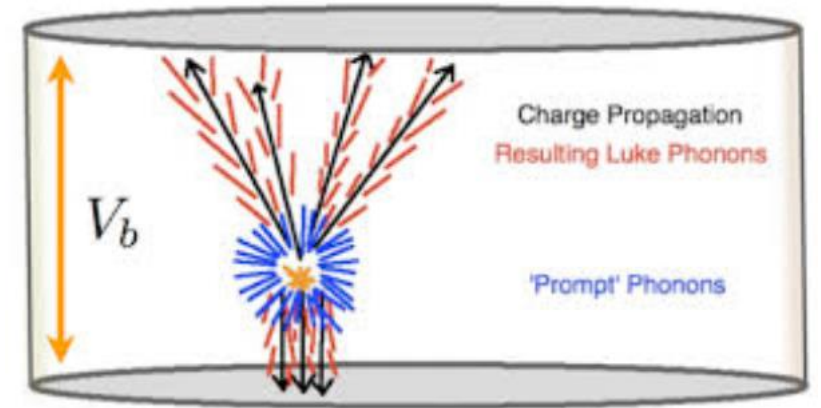 Charge Propagation
Resulting Luke Phonons
V_b
'Prompt' Phonons